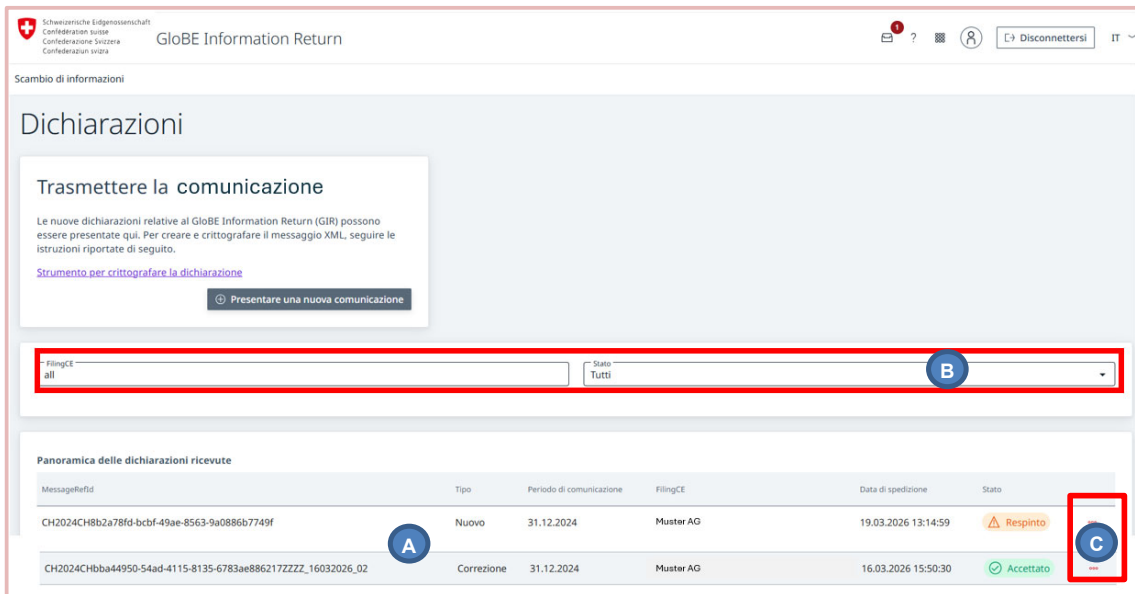 Schweizerische Eidgenossenschaft
Confédération suisse
Confederazione Svizzera
Confederaziun svizra
GloBE Information Return
1
?
Disconnettersi
IT
Scambio di informazioni
Dichiarazioni
Trasmettere la comunicazione
Le nuove dichiarazioni relative al GloBE Information Return (GIR) possono
essere presentate qui. Per creare e crittografare il messaggio XML, seguire le
istruzioni riportate di seguito.
Strumento per crittografare la dichiarazione
Presentare una nuova comunicazione
FilingCE
all
Stato
Tutti
B
Panoramica delle dichiarazioni ricevute
MessageRefId Tipo Periodo di comunicazione FilingCE Data di spedizione Stato
CH2024CH8b2a78fd-bcbf-49ae-8563-9a0886b7749f Nuovo 31.12.2024 Muster AG 19.03.2026 13:14:59 Respinto
A
C
CH2024CHbba44950-54ad-4115-8135-6783ae886217ZZZZ_16032026_02 Correzione 31.12.2024 Muster AG 16.03.2026 15:50:30 Accettato